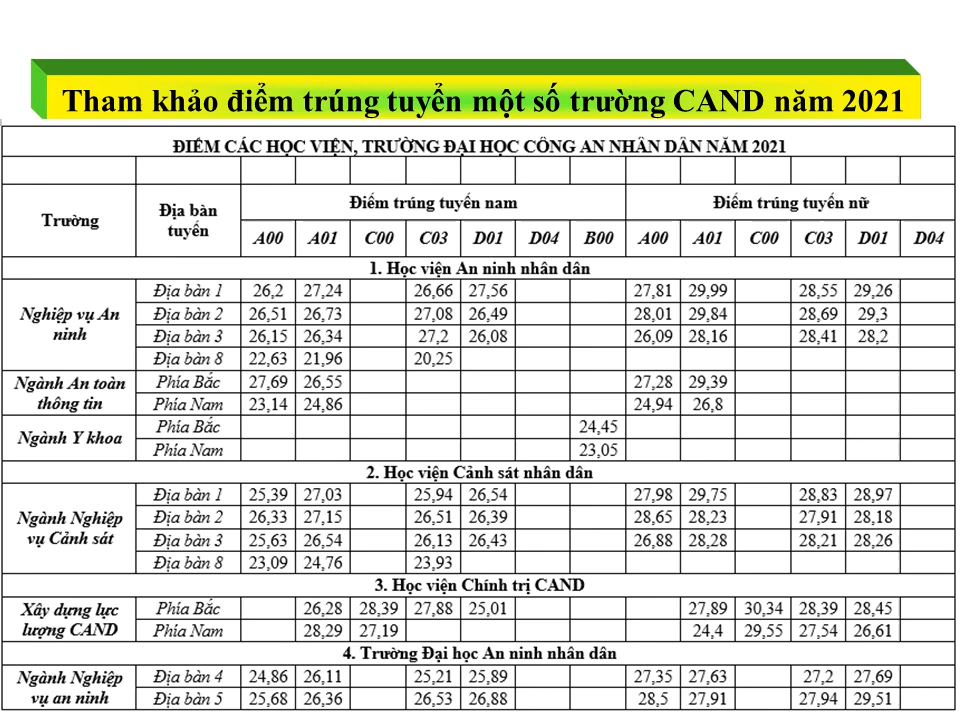 Tham khảo điểm trúng tuyển một số trường CAND năm 2021
ĐIỂM CÁC HỌC VIỆN, TRƯỜNG ĐẠI HỌC CÔNG AN NHÂN DÂN NĂM 2021
Trường Địa bàn tuyển Điểm trúng tuyển nam Điểm trúng tuyển nữ
A00 A01 C00 C03 D01 D04 B00 A00 A01 C00 C03 D01 D04
1. Học viện An ninh nhân dân
Nghiệp vụ An ninh Địa bàn 1 26,2 27,24 26,66 27,56 27,81 29,99 28,55 29,26
Địa bàn 2 26,51 26,73 27,08 26,49 28,01 29,84 28,69 29,3
Địa bàn 3 26,15 26,34 27,2 26,08 26,09 28,16 28,41 28,2
Địa bàn 8 22,63 21,96 20,25
Ngành An toàn thông tin Phía Bắc 27,69 26,55 27,28 29,39
Phía Nam 23,14 24,86 24,94 26,8
Ngành Y khoa Phía Bắc 24,45
Phía Nam 23,05
2. Học viện Cảnh sát nhân dân
Ngành Nghiệp vụ Cảnh sát Địa bàn 1 25,39 27,03 25,94 26,54 27,98 29,75 28,83 28,97
Địa bàn 2 26,33 27,15 26,51 26,39 28,65 28,23 27,91 28,18
Địa bàn 3 25,63 26,54 26,13 26,43 26,88 28,28 28,21 28,26
Địa bàn 8 23,09 24,76 23,93
3. Học viện Chính trị CAND
Xây dựng lực lượng CAND Phía Bắc 26,28 28,39 27,88 25,01 27,89 30,34 28,39 28,45
Phía Nam 28,29 27,19 24,4 29,55 27,54 26,61
4. Trường Đại học An ninh nhân dân
Ngành Nghiệp vụ an ninh Địa bàn 4 24,86 26,11 25,21 25,89 27,35 27,63 27,2 27,69
Địa bàn 5 25,68 26,36 26,53 26,88 28,5 27,91 27,94 29,51